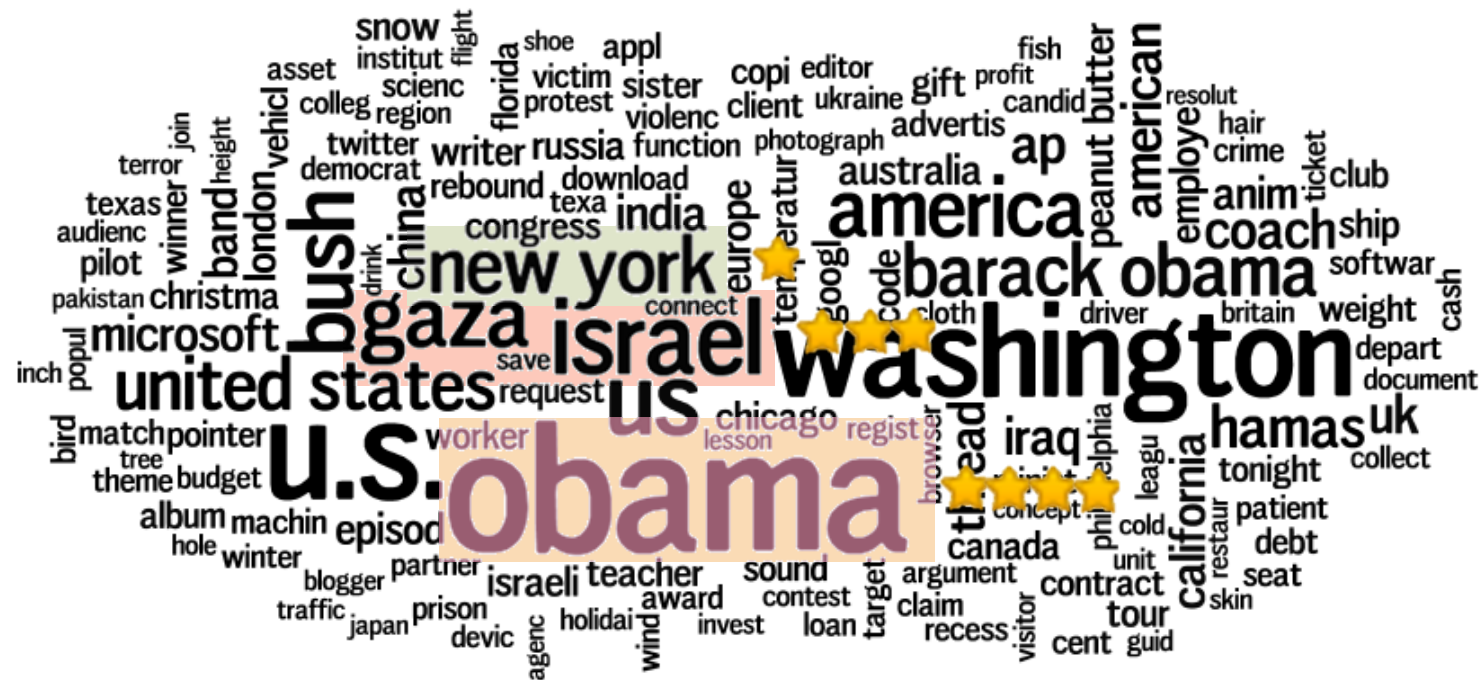 snow
flight
shoe
appl
fish
institut
asset
scienc
florida
victim
sister
copi
editor
gift
profit
peanut butter
american
colleg
region
vehicl
protest
violenc
client
ukraine
candid
resolut
join
height
twitter
writer
russia
function
photograph
advertis
ap
employe
hair
crime
ticket
terror
democrat
rebound
download
australia
anim
club
texas
winner
band
london
bush
china
texa
india
europe
temperatur
america
coach
ship
audienc
congress
pilot
drink
new york
googl
code
barack obama
softwar
pakistan
christma
connect
cloth
driver
britain
weight
cash
microsoft
gaza
israel
washington
depart
inch
popul
united states
save
request
us
document
bird
match
pointer
u.s.
worker
chicago
lesson
regist
browser
iraq
leagu
california
hamas
uk
tree
theme
budget
obama
tonight
collect
album
machin
episod
concept
cold
restaur
patient
hole
winter
canada
unit
debt
blogger
partner
israeli
teacher
sound
target
argument
contract
seat
traffic
japan
prison
award
contest
claim
tour
skin
devic
agenc
holidai
wind
invest
loan
recess
visitor
cent
guid